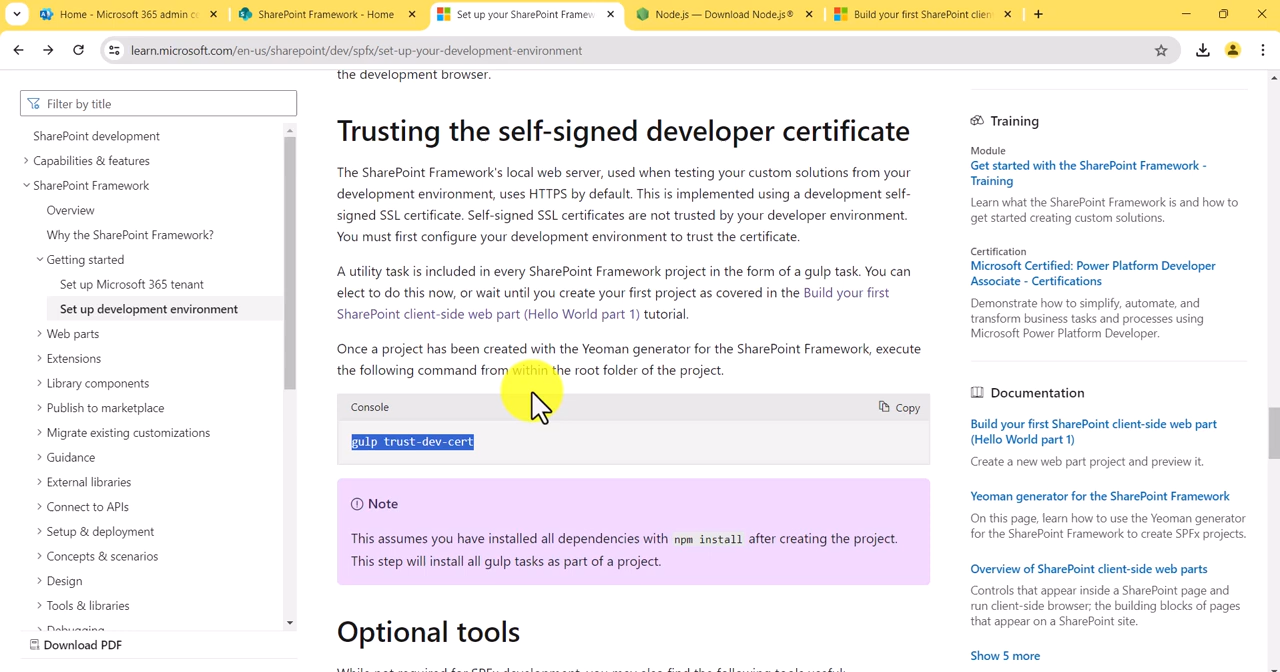 Home - Microsoft 365 admin ce
SharePoint Framework - Home
Set up your SharePoint Framew
Node.js — Download Node.js®
Build your first SharePoint clien
learn.microsoft.com/en-us/sharepoint/dev/spfx/set-up-your-development-environment
Filter by title
SharePoint development
Capabilities & features
SharePoint Framework
Overview
Why the SharePoint Framework?
Getting started
Set up Microsoft 365 tenant
Set up development environment
Web parts
Extensions
Library components
Publish to marketplace
Migrate existing customizations
Guidance
External libraries
Connect to APIs
Setup & deployment
Concepts & scenarios
Design
Tools & libraries
Debugging
Download PDF
the development browser.
Trusting the self-signed developer certificate
The SharePoint Framework's local web server, used when testing your custom solutions from your
development environment, uses HTTPS by default. This is implemented using a development self-
signed SSL certificate. Self-signed SSL certificates are not trusted by your developer environment.
You must first configure your development environment to trust the certificate.
A utility task is included in every SharePoint Framework project in the form of a gulp task. You can
elect to do this now, or wait until you create your first project as covered in the Build your first
SharePoint client-side web part (Hello World part 1) tutorial.
Once a project has been created with the Yeoman generator for the SharePoint Framework, execute
the following command from within the root folder of the project.
Console
Copy
gulp trust-dev-cert
Note
This assumes you have installed all dependencies with npm install after creating the project.
This step will install all gulp tasks as part of a project.
Optional tools
While not required for SPFx development, you may also find the following tools useful:
Training
Module
Get started with the SharePoint Framework -
Training
Learn what the SharePoint Framework is and how to
get started creating custom solutions.
Certification
Microsoft Certified: Power Platform Developer
Associate - Certifications
Demonstrate how to simplify, automate, and
transform business tasks and processes using
Microsoft Power Platform Developer.
Documentation
Build your first SharePoint client-side web part
(Hello World part 1)
Create a new web part project and preview it.
Yeoman generator for the SharePoint Framework
On this page, learn how to use the Yeoman generator
for the SharePoint Framework to create SPFx projects.
Overview of SharePoint client-side web parts
Controls that appear inside a SharePoint page and
run client-side browser; the building blocks of pages
that appear on a SharePoint site.
Show 5 more